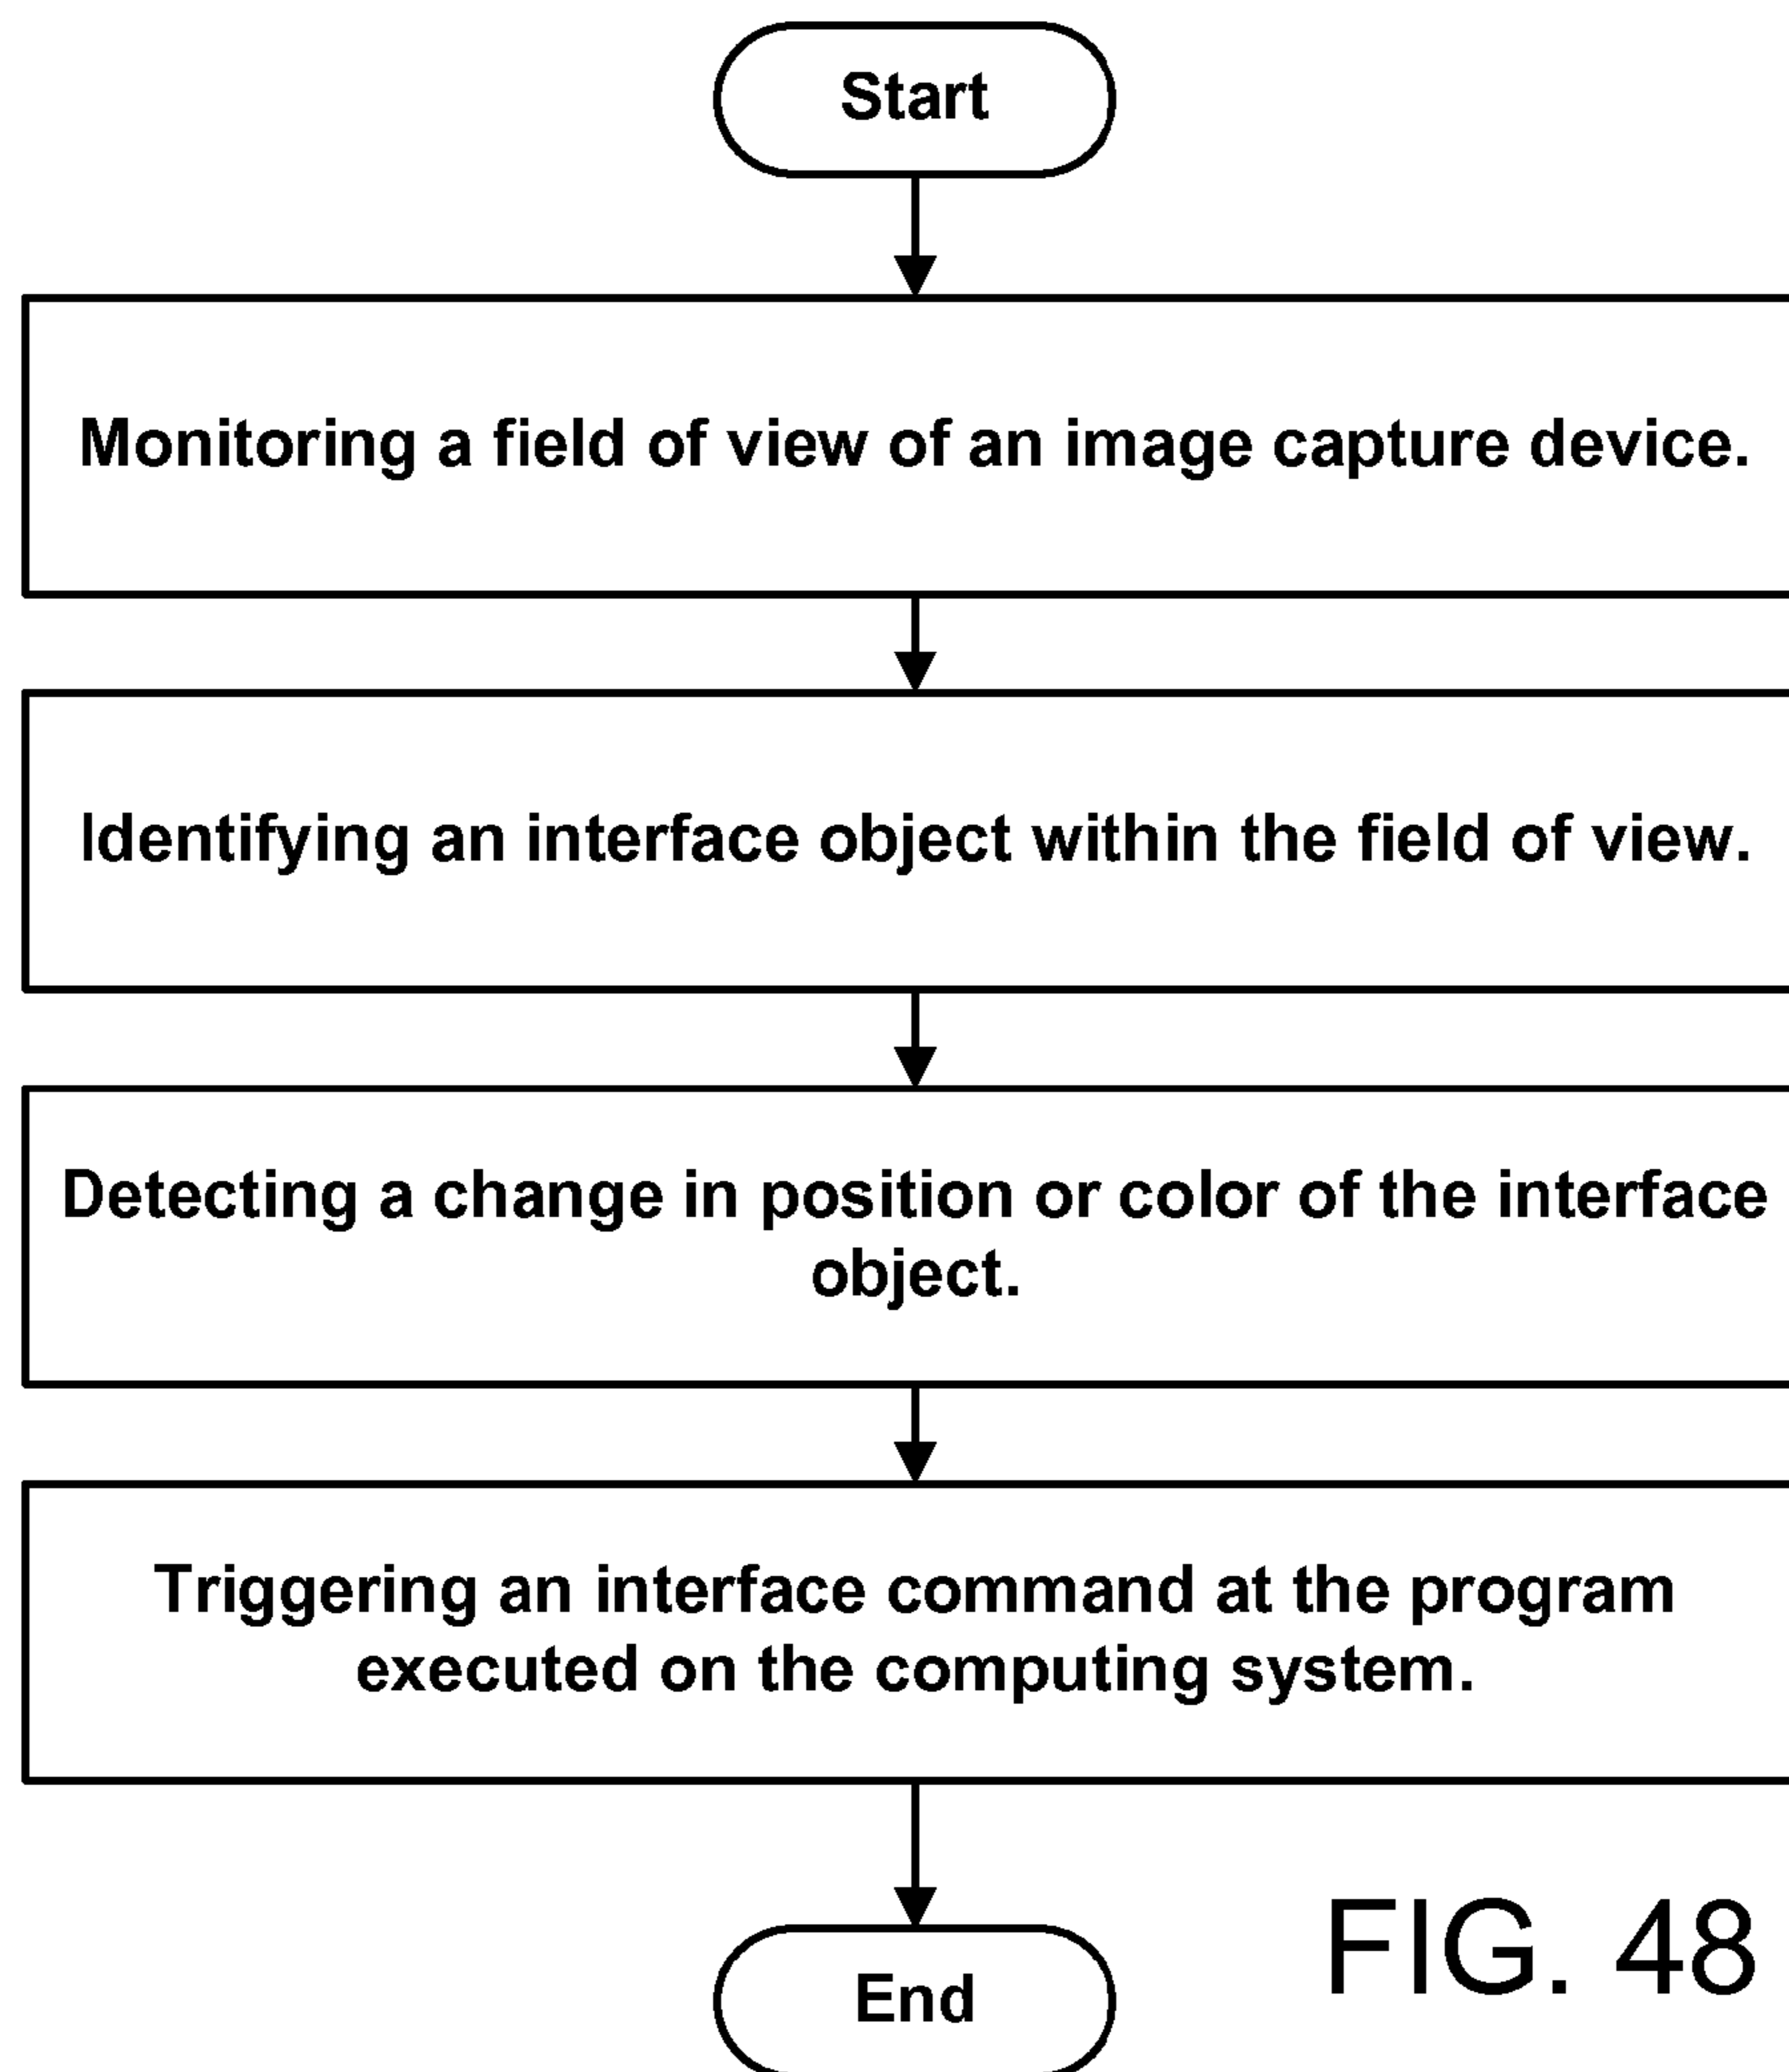 Start
Monitoring a field of view of an image capture device.
Identifying an interface object within the field of view.
Detecting a change in position or color of the interface
object.
Triggering an interface command at the program
executed on the computing system.
End
FIG. 48